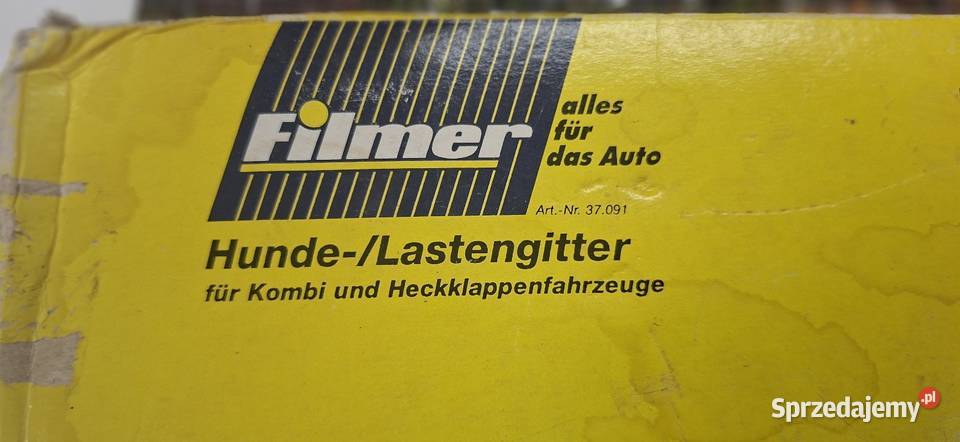 Filmer
alles
für
das Auto
Art.-Nr. 37.091
Hunde-/Lastengitter
für Kombi und Heckklappenfahrzeuge
Sprzedajemy.pl